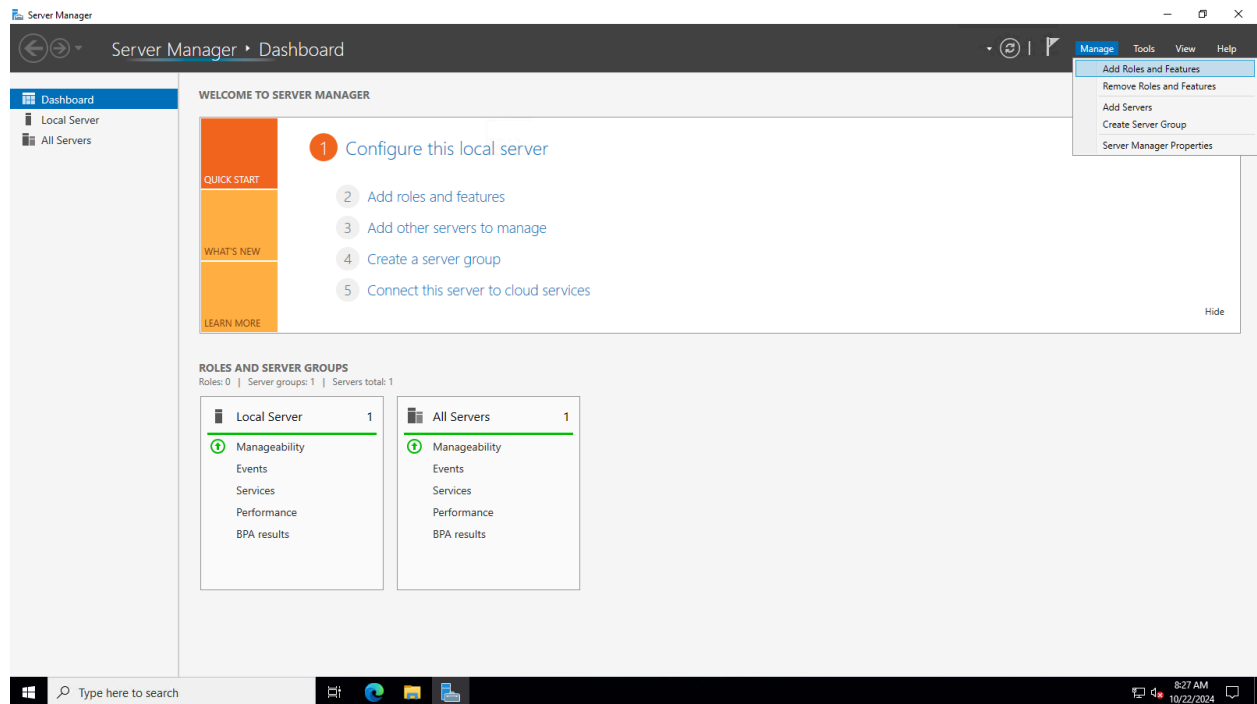 Server Manager
Server Manager • Dashboard
Manage Tools View Help
Add Roles and Features
Remove Roles and Features
Add Servers
Create Server Group
Server Manager Properties
Dashboard
Local Server
All Servers
WELCOME TO SERVER MANAGER
QUICK START
WHAT'S NEW
LEARN MORE
1 Configure this local server
2 Add roles and features
3 Add other servers to manage
4 Create a server group
5 Connect this server to cloud services
Hide
ROLES AND SERVER GROUPS
Roles: 0 | Server groups: 1 | Servers total: 1
Local Server 1
Manageability
Events
Services
Performance
BPA results
All Servers 1
Manageability
Events
Services
Performance
BPA results
Type here to search
8:27 AM
10/22/2024